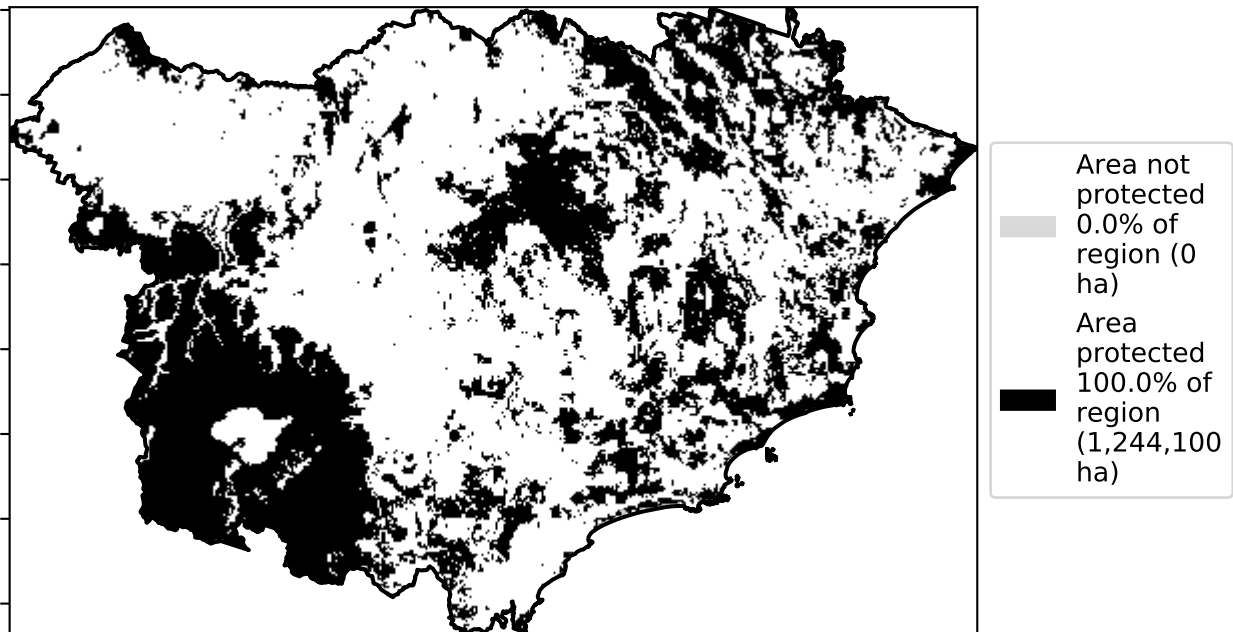 Area not
protected
0.0% of
region (0
ha)
Area
protected
100.0% of
region
(1,244,100
ha)